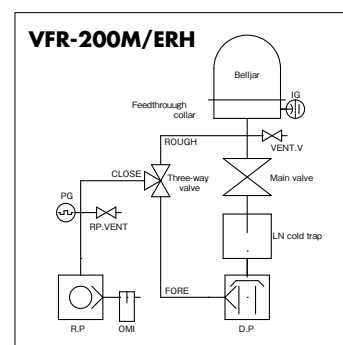 VFR-200M/ERH
Belljar
IG
Feedthrouugh
collar
ROUGH
VENT.V
CLOSE
Three-way
valve
Main valve
PG
RP.VENT
LN cold trap
FORE
R.P
OMI
D.P